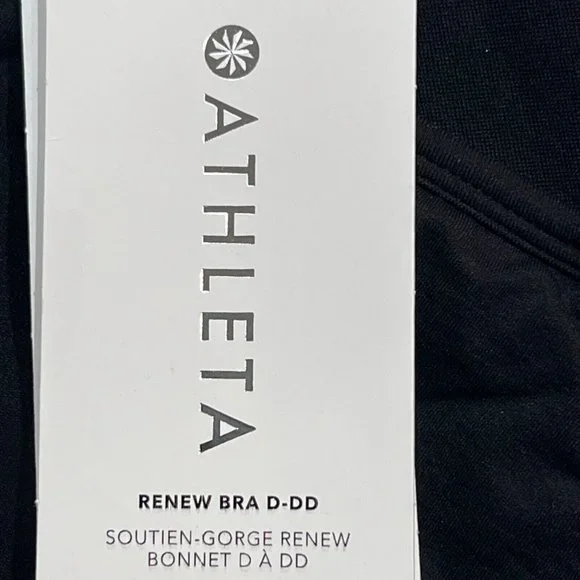 ATHLETA
RENEW BRA D-DD
SOUTIEN-GORGE RENEW
BONNET D À DD